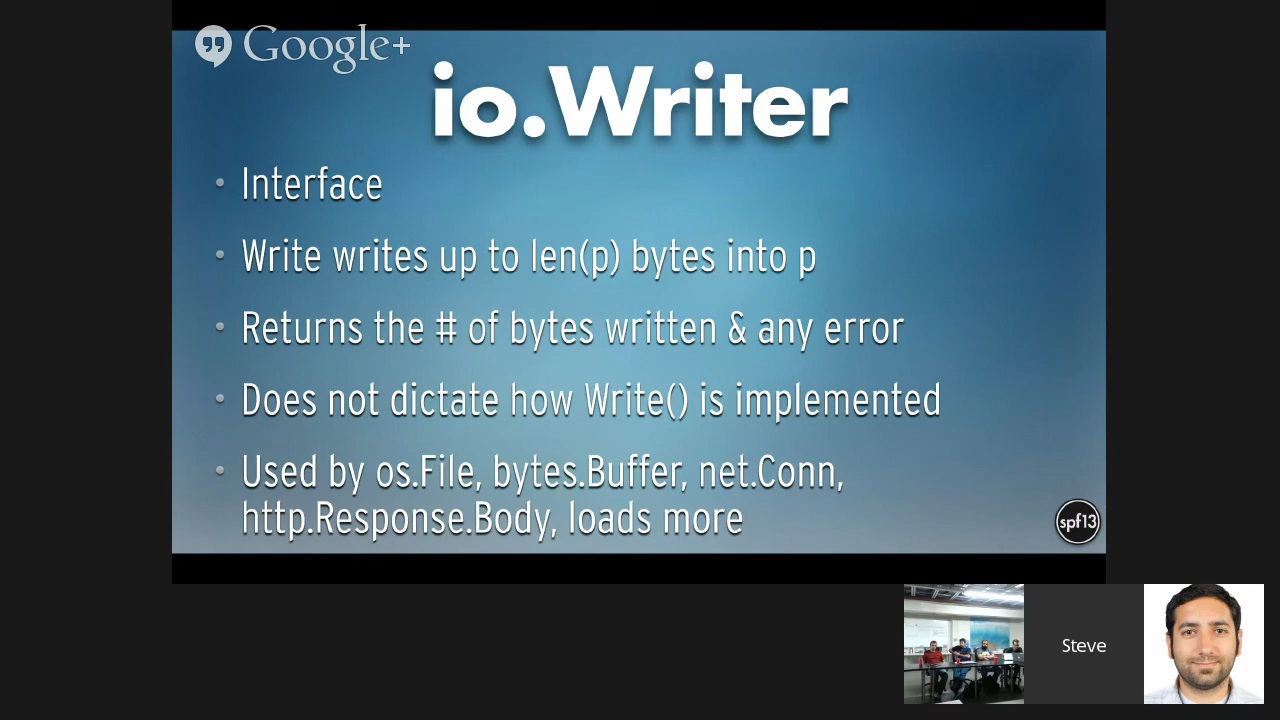 Google+
io.Writer
• Interface
• Write writes up to len(p) bytes into p
• Returns the # of bytes written & any error
• Does not dictate how Write() is implemented
• Used by os.File, bytes.Buffer, net.Conn,
http.Response.Body, loads more
spf13
Steve